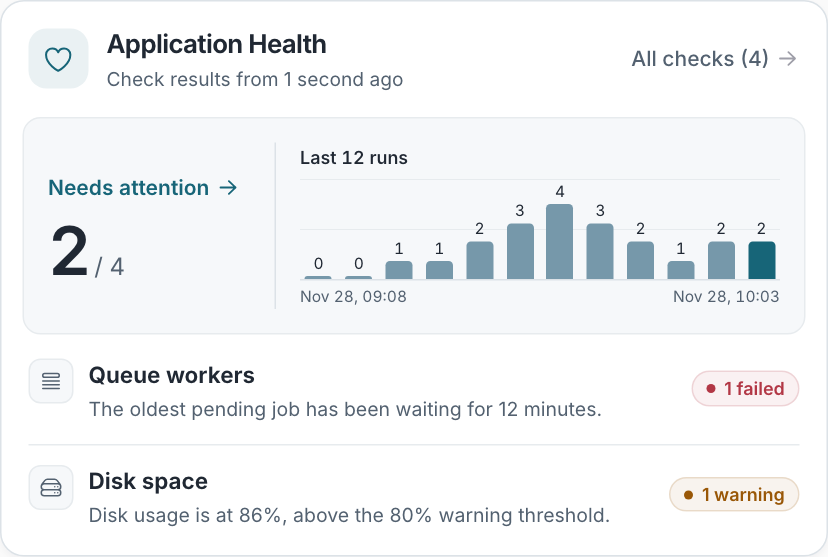 Application Health
Check results from 1 second ago
All checks (4) →
Needs attention →
2 / 4
Last 12 runs
0 0 1 1 2 3 4 3 2 1 2 2
Nov 28, 09:08 Nov 28, 10:03
Queue workers
The oldest pending job has been waiting for 12 minutes.
1 failed
Disk space
Disk usage is at 86%, above the 80% warning threshold.
1 warning